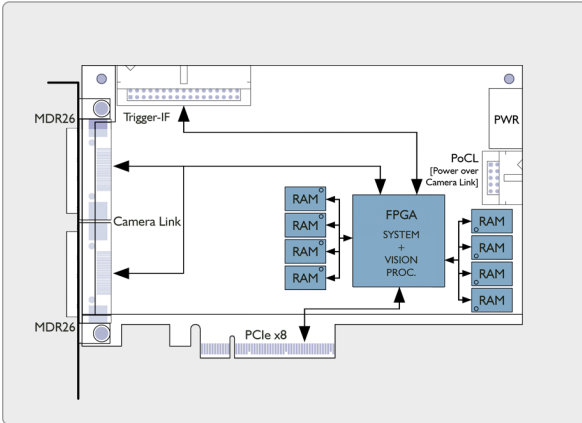 MDR26
Trigger-IF
PWR
PoCL
[Power over
Camera Link]
Camera Link
RAM
RAM
RAM
RAM
FPGA
SYSTEM
+
VISION
PROC.
RAM
RAM
RAM
RAM
MDR26
PCIe x8